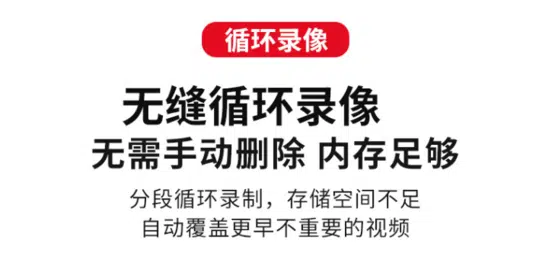 循环录像
无缝循环录像
无需手动删除 内存足够
分段循环录制，存储空间不足
自动覆盖更早不重要的视频